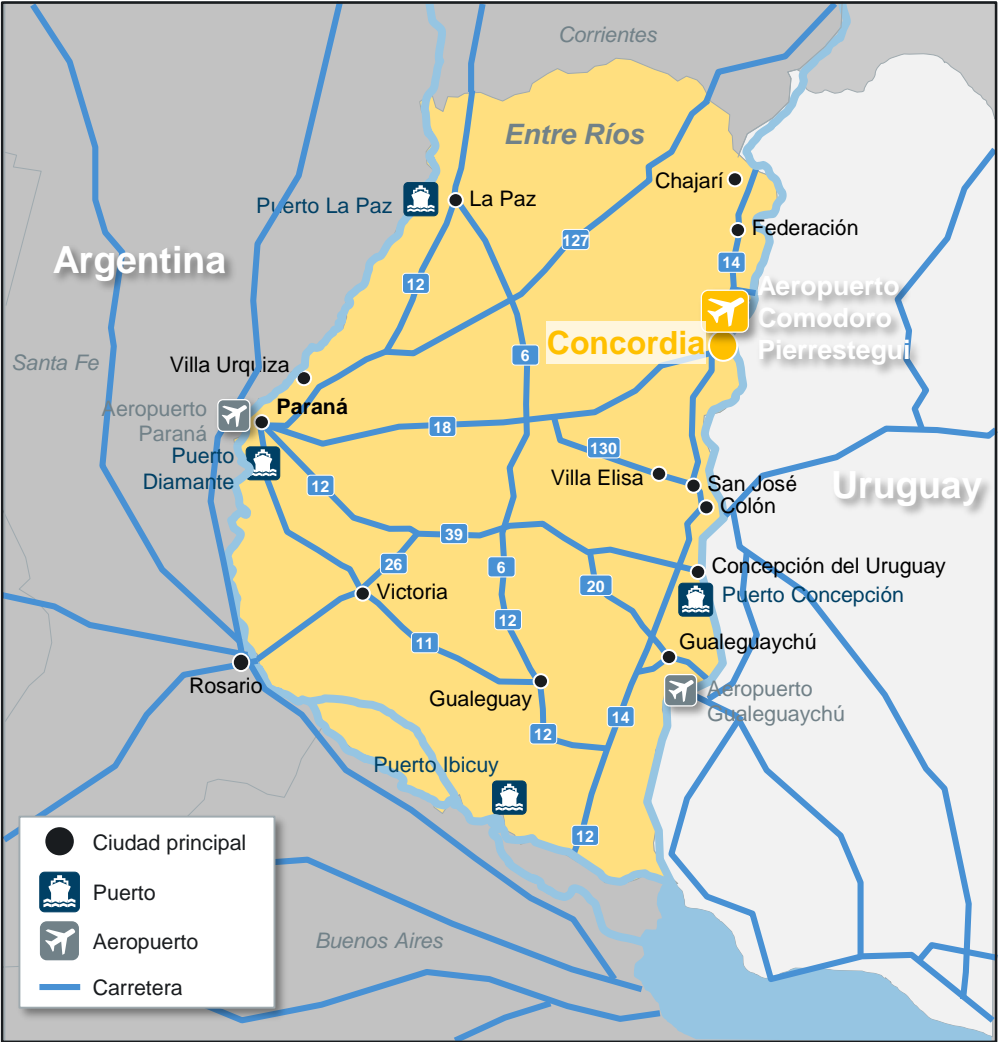 Corrientes
Entre Ríos
Chajarí
Puerto La Paz
La Paz
Federación
127
Argentina
14
12
Aeropuerto
Comodoro
Pierrestegui
Concordia
6
Santa Fe
Villa Urquiza
Aeropuerto
Paraná
Paraná
18
130
Puerto
Diamante
12
Villa Elisa
San José
Uruguay
Colón
39
26
6
20
Concepción del Uruguay
Victoria
Puerto Concepción
12
11
Gualeguaychú
Rosario
Gualeguay
Aeropuerto
Gualeguaychú
14
12
Puerto Ibicuy
12
Ciudad principal
Puerto
Aeropuerto
Carretera
Buenos Aires